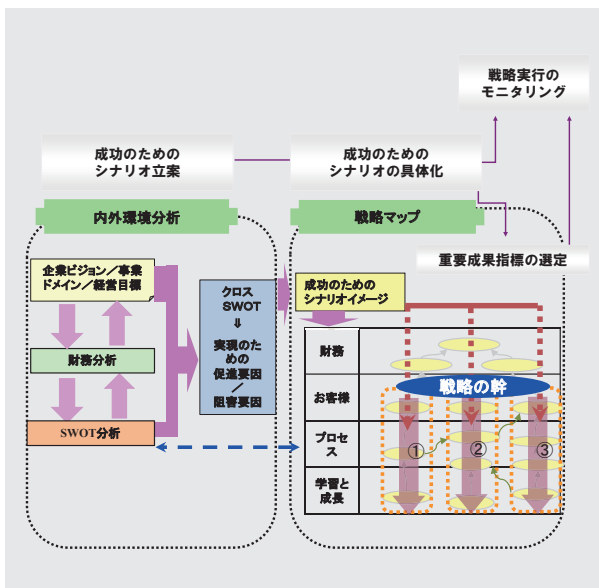 戦略実行の
モニタリング
成功のための
シナリオ立案
成功のための
シナリオの具体化
内外環境分析
戦略マップ
重要成果指標の選定
企業ビジョン／事業
ドメイン／経営目標
財務分析
SWOT分析
クロス
SWOT
⇓
実現のた
めの
促進要因
／
阻害要因
成功のための
シナリオイメージ
財務
戦略の幹
お客様
プロセ
ス
① ② ③
学習と
成長